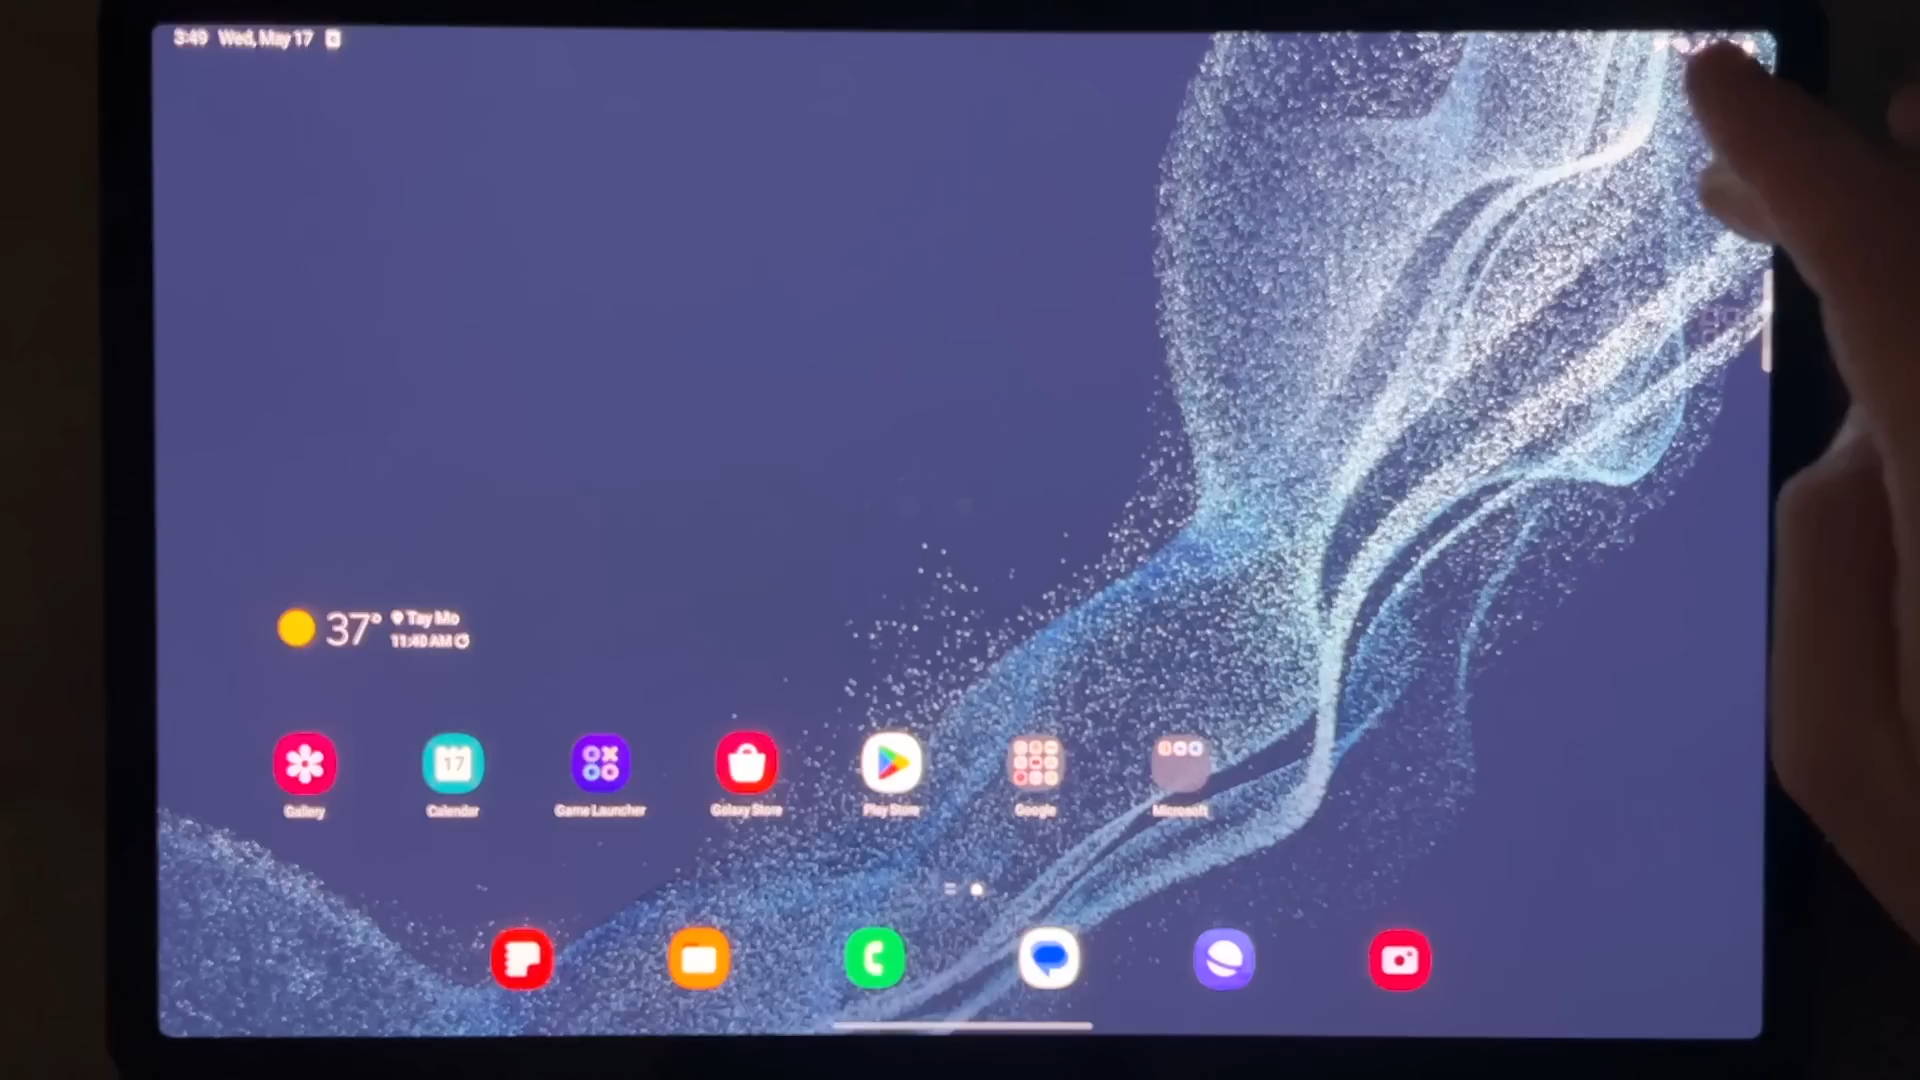 3:49 Wed, May 17
37° Tay Mo
11:40 AM
17
Gallery
Calendar
Game Launcher
Galaxy Store
Play Store
Google
Microsoft